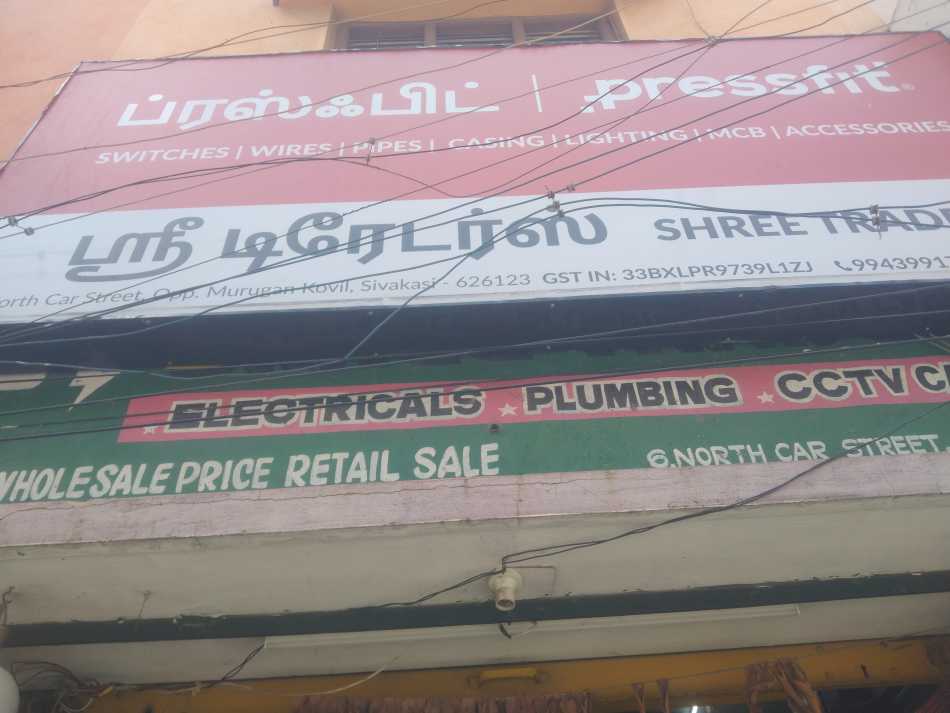 ப்ரஸ்ஃபிட் | pressfit®
SWITCHES | WIRES | PIPES | CASING | LIGHTING | MCB | ACCESSORIES
ஸ்ரீ டிரேடர்ஸ் SHREE
North Car Street, Opp. Murugan Kovil, Sivakasi - 626123 GST IN: 33BXLPR9739L1ZJ
ELECTRICALS ★ PLUMBING ★ CCTV
WHOLESALE PRICE RETAIL SALE 6, NORTH CAR STREET,